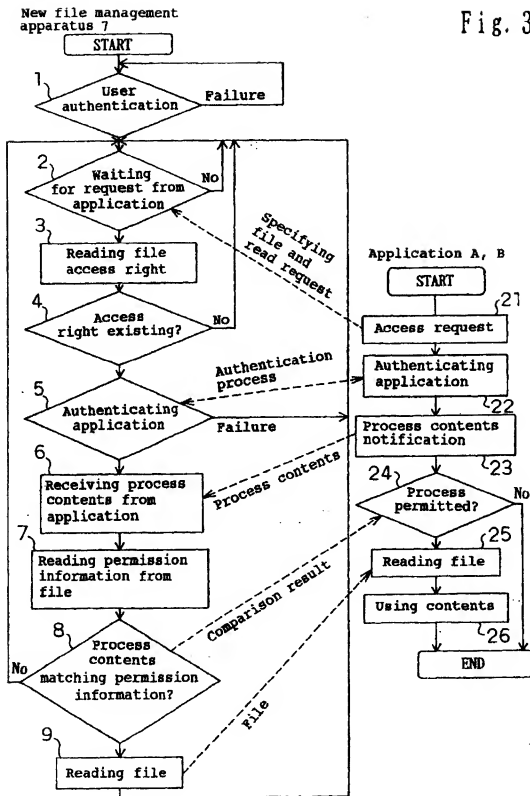 New file management
apparatus 7
Fig. 3
START
1
User
authentication
Failure
2
Waiting
for request from
application
No
3
Reading file
access right
4
Access
right existing?
No
5
Authenticating
application
Failure
6
Receiving process
contents from
application
7
Reading permission
information from
file
8
Process
contents
matching permission
information?
No
9
Reading file
Specifying
file and
read request
Authentication
process
Process contents
Comparison result
File
Application A, B
START
21
Access request
Authenticating
application
22
Process contents
notification
23
24
Process
permitted?
No
25
Reading file
Using contents
26
END